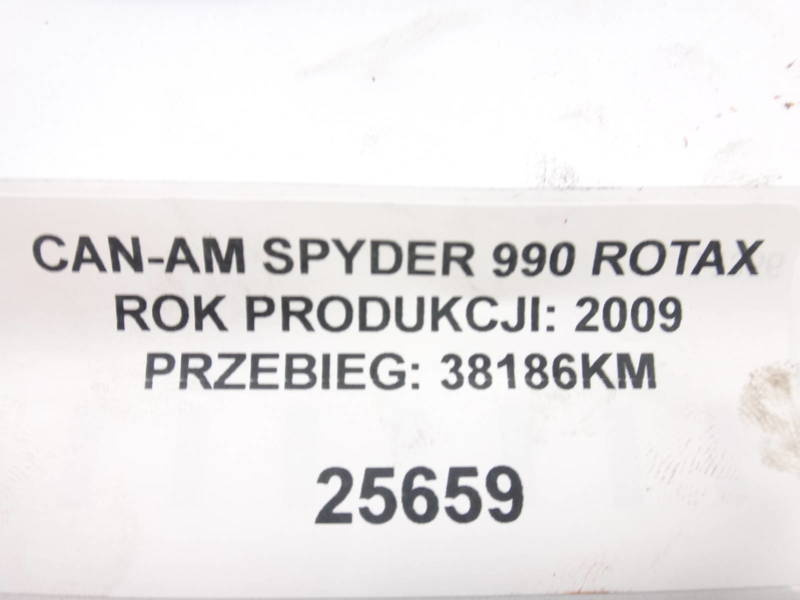 CAN-AM SPYDER 990 ROTAX
ROK PRODUKCJI: 2009
PRZEBIEG: 38186KM
25659